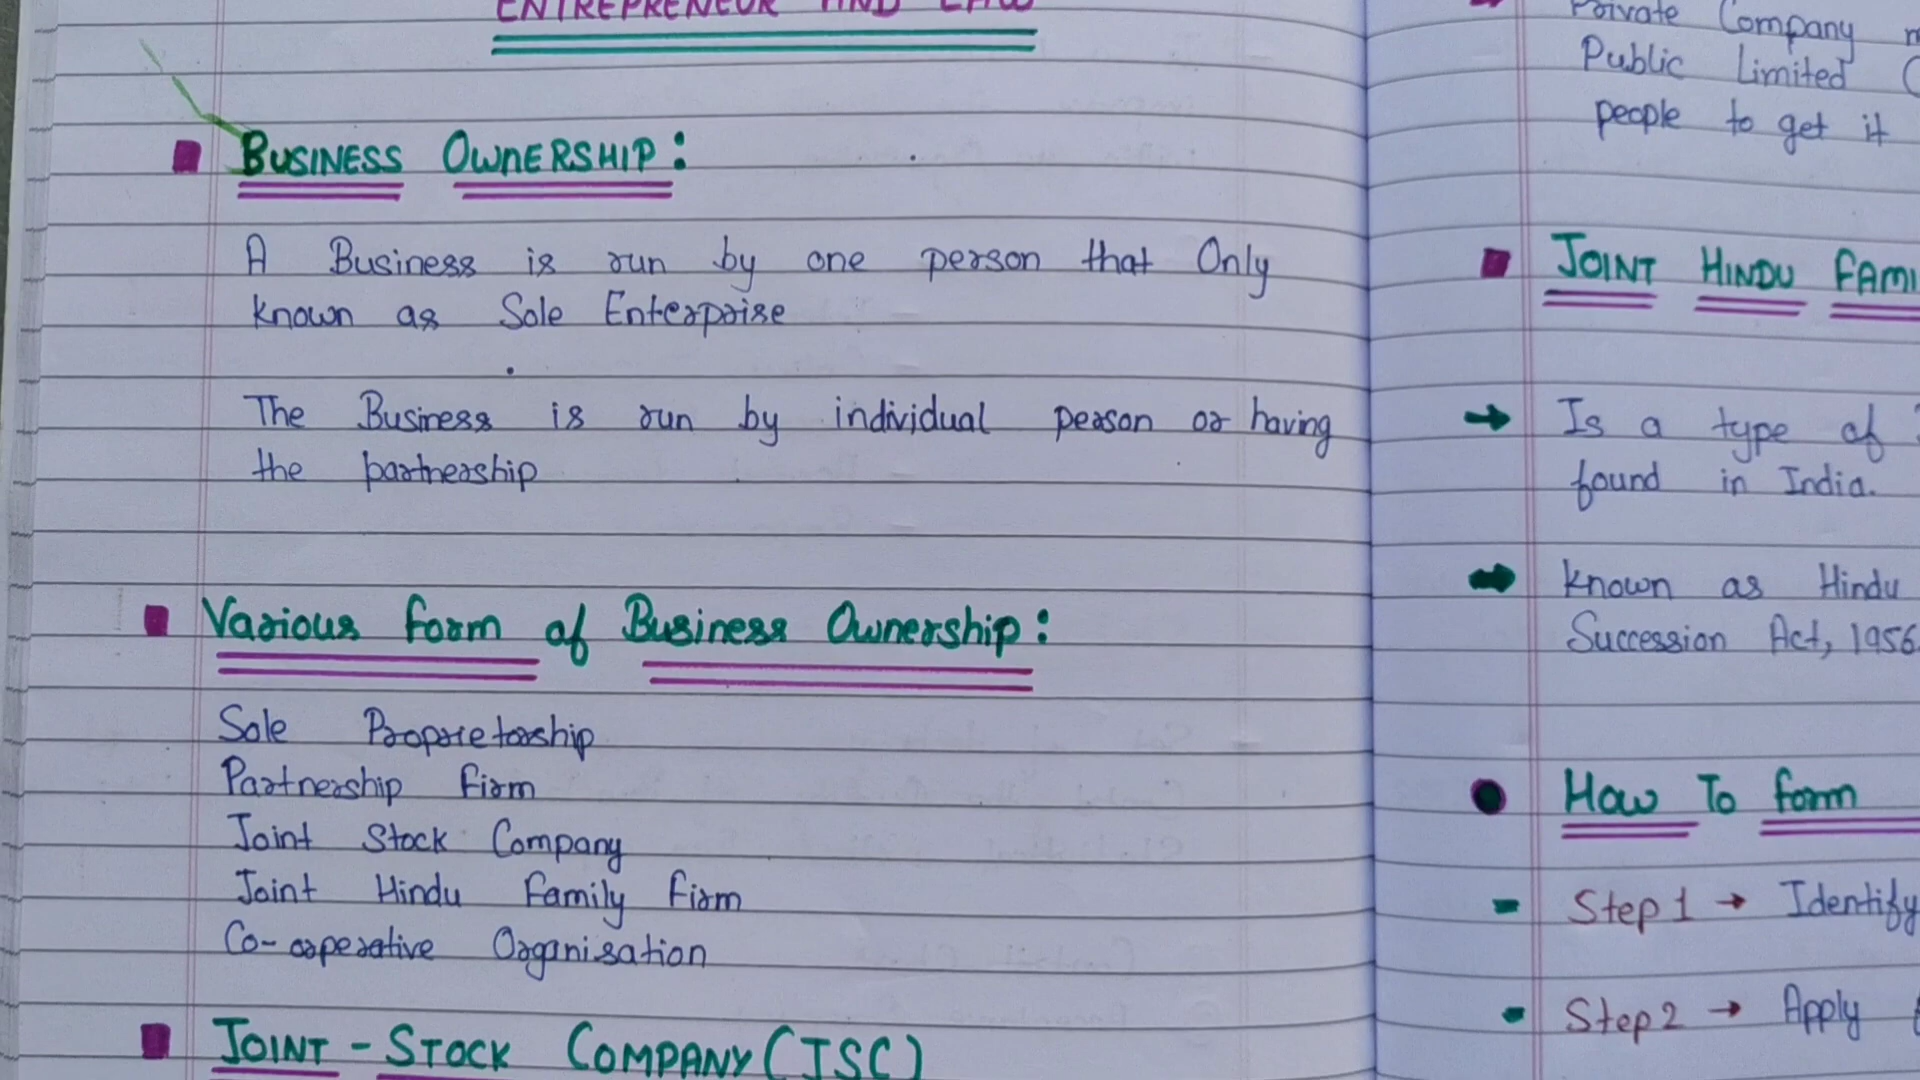 ENTREPRENEUR AND LAW
BUSINESS OWNERSHIP:
A Business is run by one person that Only
known as Sole Enterprise
The Business is run by individual person or having
the partnership
Various form of Business Ownership:
Sole Proprietorship
Partnership firm
Joint Stock Company
Joint Hindu family firm
Co-operative Organisation
JOINT-STOCK COMPANY (JSC)
Private Company
Public Limited
people to get it
JOINT HINDU FAMI
Is a type of
found in India.
known as Hindu
Succession Act, 1956
How To form
Step 1 → Identify
Step 2 → Apply